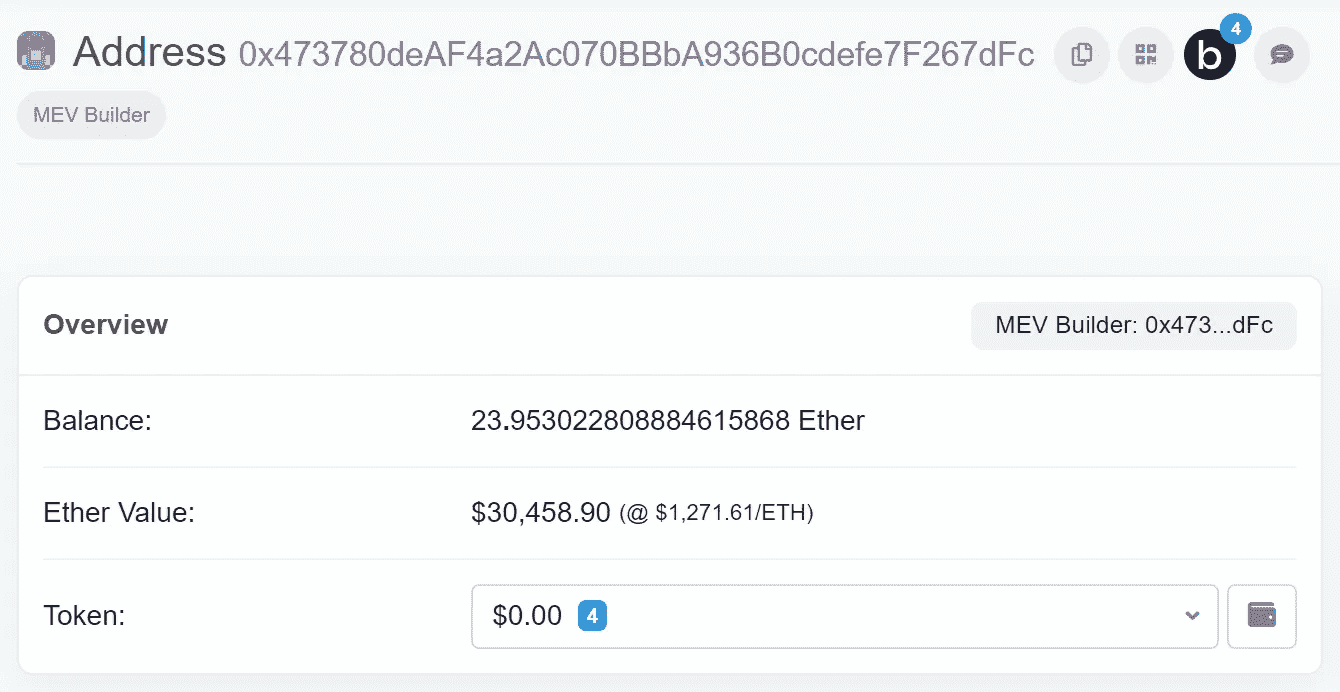 Address 0x473780deAF4a2Ac070BBbA936B0cdefe7F267dFc b 4
MEV Builder
Overview MEV Builder: 0x473...dFc
Balance: 23.953022808884615868 Ether
Ether Value: $30,458.90 (@ $1,271.61/ETH)
Token: $0.00 4